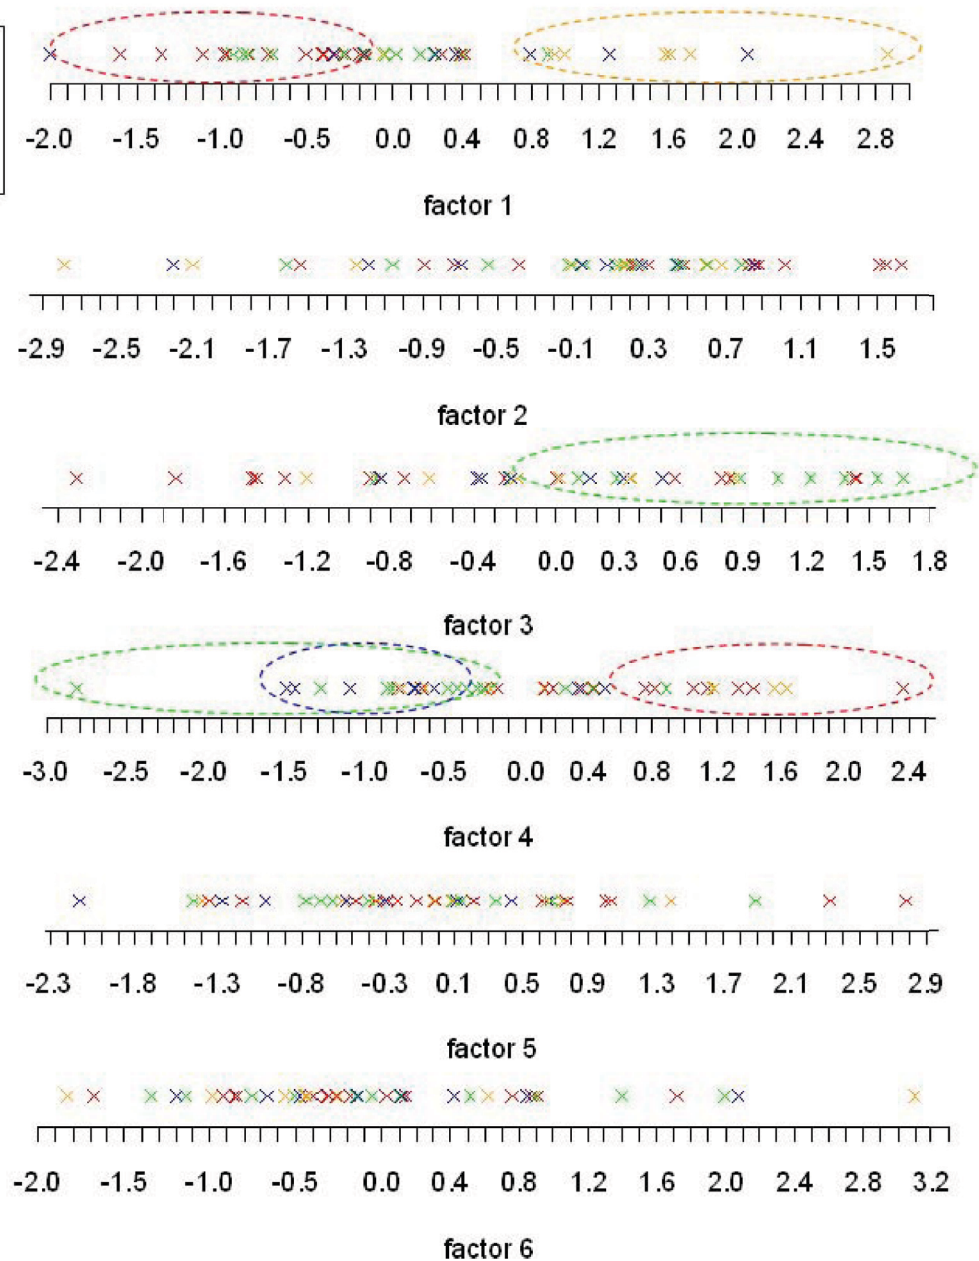 -2.0 -1.5 -1.0 -0.5 0.0 0.4 0.8 1.2 1.6 2.0 2.4 2.8
factor 1
-2.9 -2.5 -2.1 -1.7 -1.3 -0.9 -0.5 -0.1 0.3 0.7 1.1 1.5
factor 2
-2.4 -2.0 -1.6 -1.2 -0.8 -0.4 0.0 0.3 0.6 0.9 1.2 1.5 1.8
factor 3
-3.0 -2.5 -2.0 -1.5 -1.0 -0.5 0.0 0.4 0.8 1.2 1.6 2.0 2.4
factor 4
-2.3 -1.8 -1.3 -0.8 -0.3 0.1 0.5 0.9 1.3 1.7 2.1 2.5 2.9
factor 5
-2.0 -1.5 -1.0 -0.5 0.0 0.4 0.8 1.2 1.6 2.0 2.4 2.8 3.2
factor 6